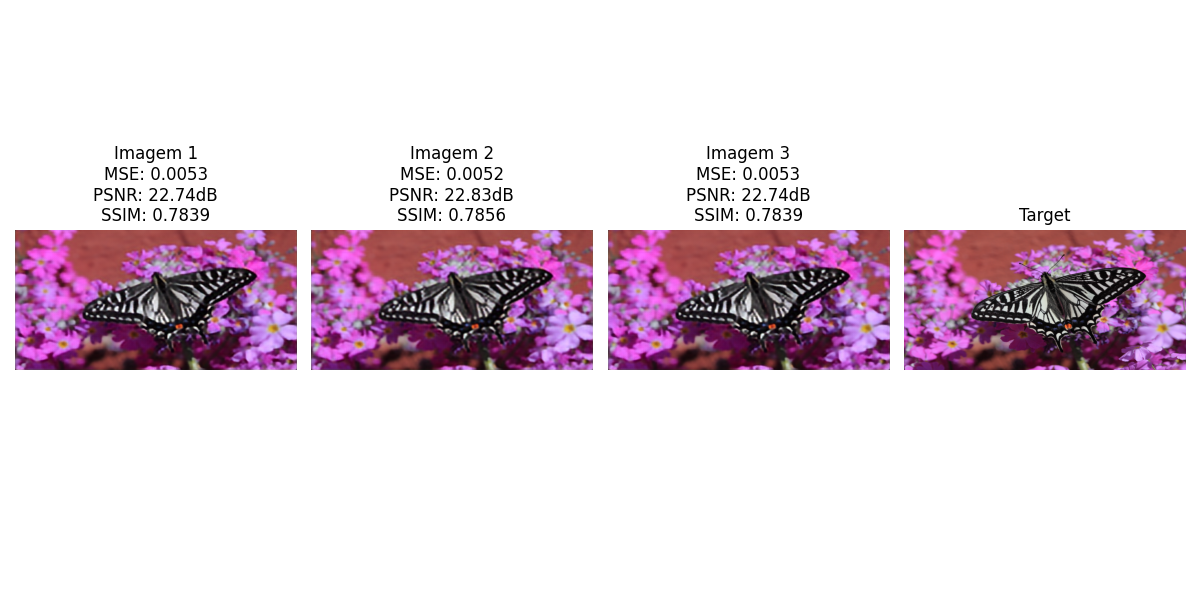 Imagem 1
MSE: 0.0053
PSNR: 22.74dB
SSIM: 0.7839
Imagem 2
MSE: 0.0052
PSNR: 22.83dB
SSIM: 0.7856
Imagem 3
MSE: 0.0053
PSNR: 22.74dB
SSIM: 0.7839
Target